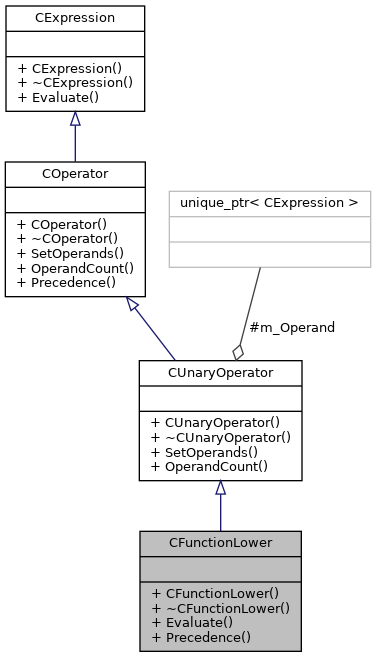 CExpression
+ CExpression()
+ ~CExpression()
+ Evaluate()
COperator
+ COperator()
+ ~COperator()
+ SetOperands()
+ OperandCount()
+ Precedence()
unique_ptr< CExpression >
#m_Operand
CUnaryOperator
+ CUnaryOperator()
+ ~CUnaryOperator()
+ SetOperands()
+ OperandCount()
CFunctionLower
+ CFunctionLower()
+ ~CFunctionLower()
+ Evaluate()
+ Precedence()